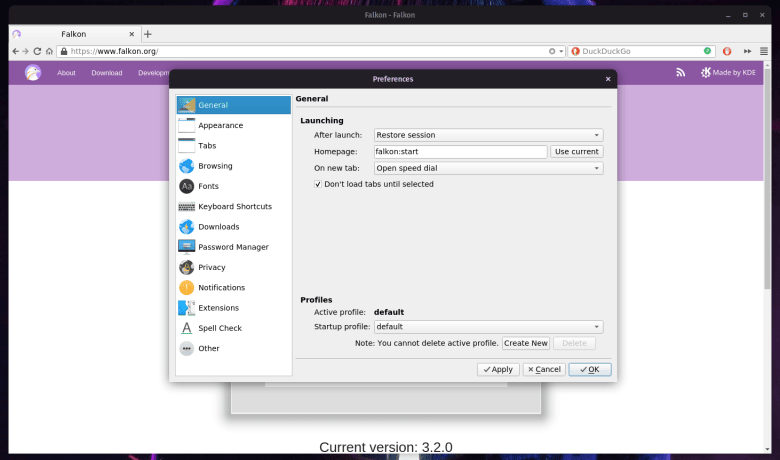 Falkon - Falkon
Falkon
https://www.falkon.org/
DuckDuckGo
About Download Developm
Made by KDE
Preferences
General
Appearance
Tabs
Browsing
Aa Fonts
Keyboard Shortcuts
Downloads
Password Manager
Privacy
Notifications
Extensions
A Spell Check
Other
General
Launching
After launch: Restore session
Homepage: falkon:start Use current
On new tab: Open speed dial
Don't load tabs until selected
Profiles
Active profile: default
Startup profile: default
Note: You cannot delete active profile. Create New Delete
Apply Cancel OK
Current version: 3.2.0